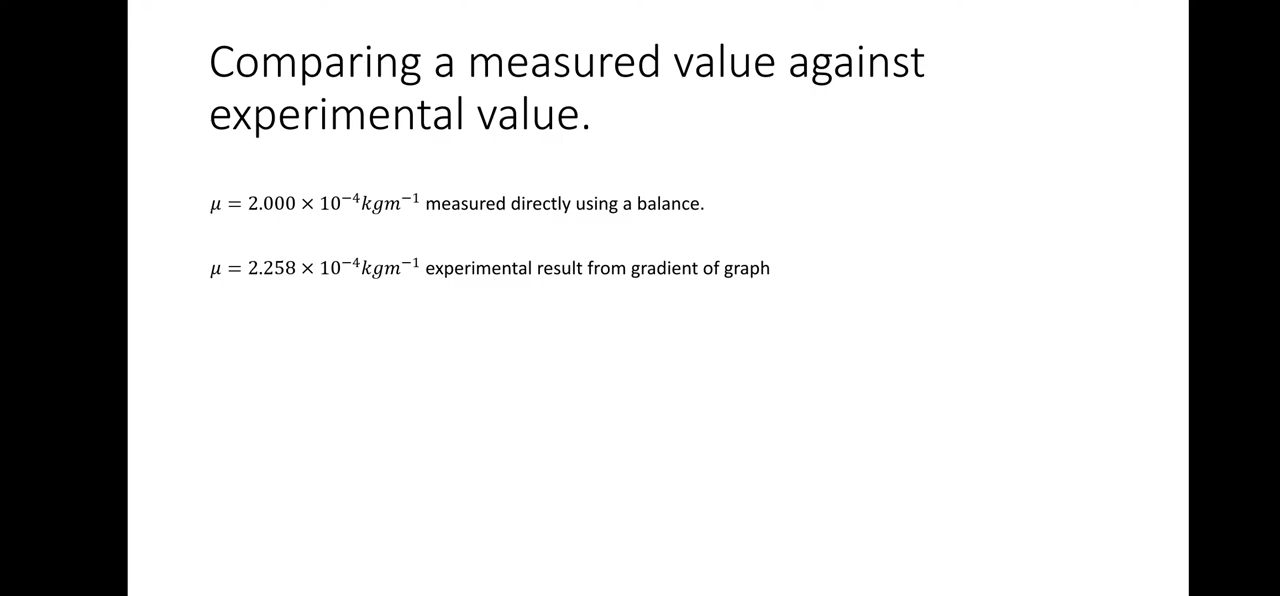 Comparing a measured value against
experimental value.
μ = 2.000 × 10⁻⁴kgm⁻¹ measured directly using a balance.
μ = 2.258 × 10⁻⁴kgm⁻¹ experimental result from gradient of graph